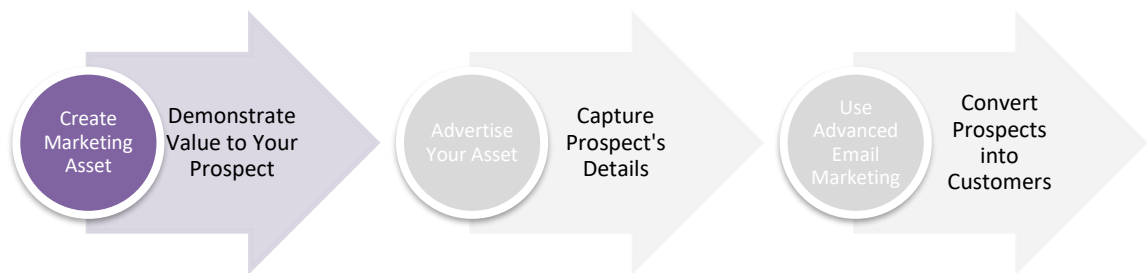 Create
Marketing
Asset
Demonstrate
Value to Your
Prospect
Advertise
Your Asset
Capture
Prospect's
Details
Use
Advanced
Email
Marketing
Convert
Prospects
into
Customers